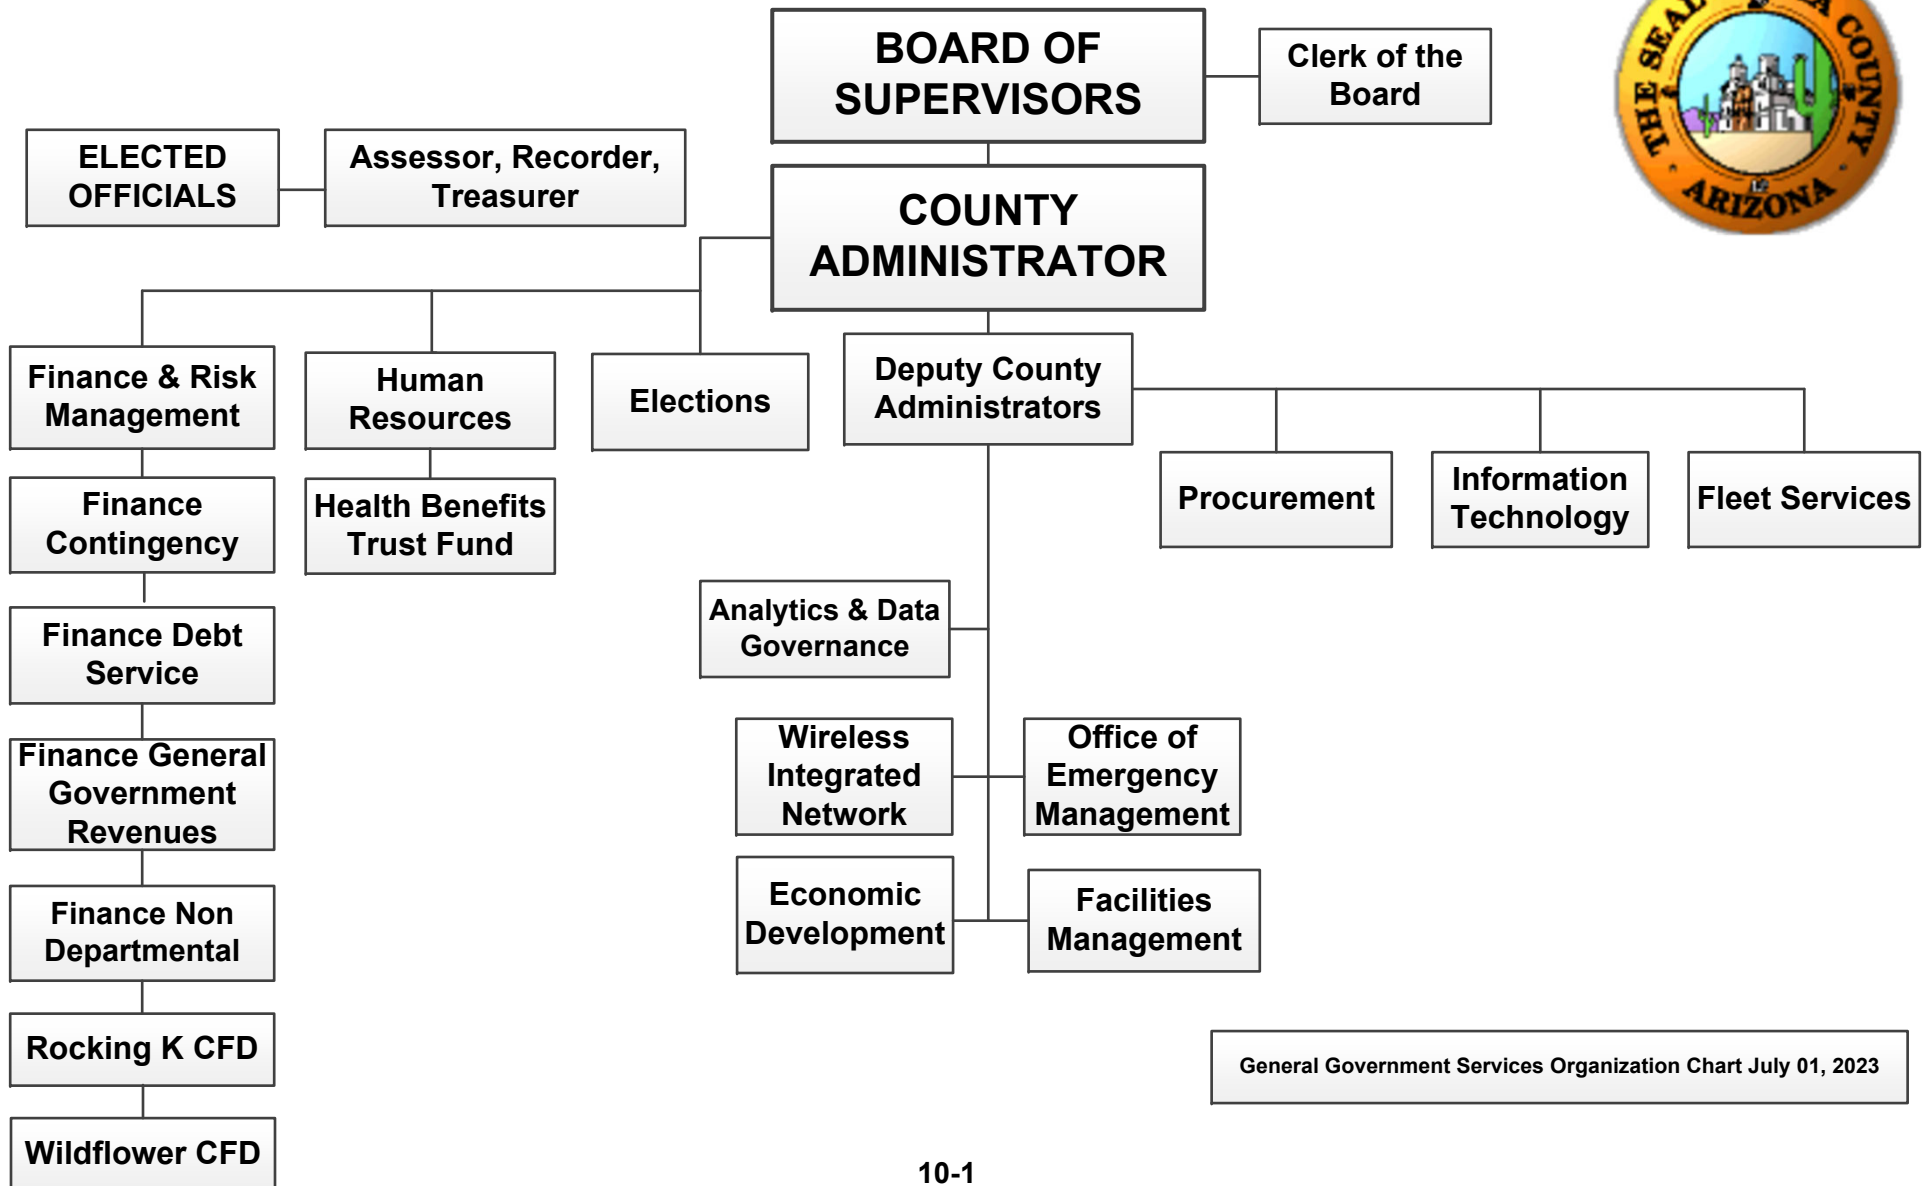 BOARD OF
SUPERVISORS
Clerk of the
Board
THE SEAL
A COUNTY
ARIZONA
ELECTED
OFFICIALS
Assessor, Recorder,
Treasurer
COUNTY
ADMINISTRATOR
Finance & Risk
Management
Human
Resources
Elections
Deputy County
Administrators
Procurement
Information
Technology
Fleet Services
Finance
Contingency
Health Benefits
Trust Fund
Analytics & Data
Governance
Finance Debt
Service
Wireless
Integrated
Network
Office of
Emergency
Management
Finance General
Government
Revenues
Economic
Development
Facilities
Management
Finance Non
Departmental
Rocking K CFD
Wildflower CFD
General Government Services Organization Chart July 01, 2023
10-1